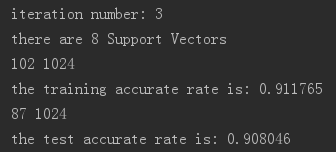 iteration number: 3
there are 8 Support Vectors
102 1024
the training accurate rate is: 0.911765
87 1024
the test accurate rate is: 0.908046